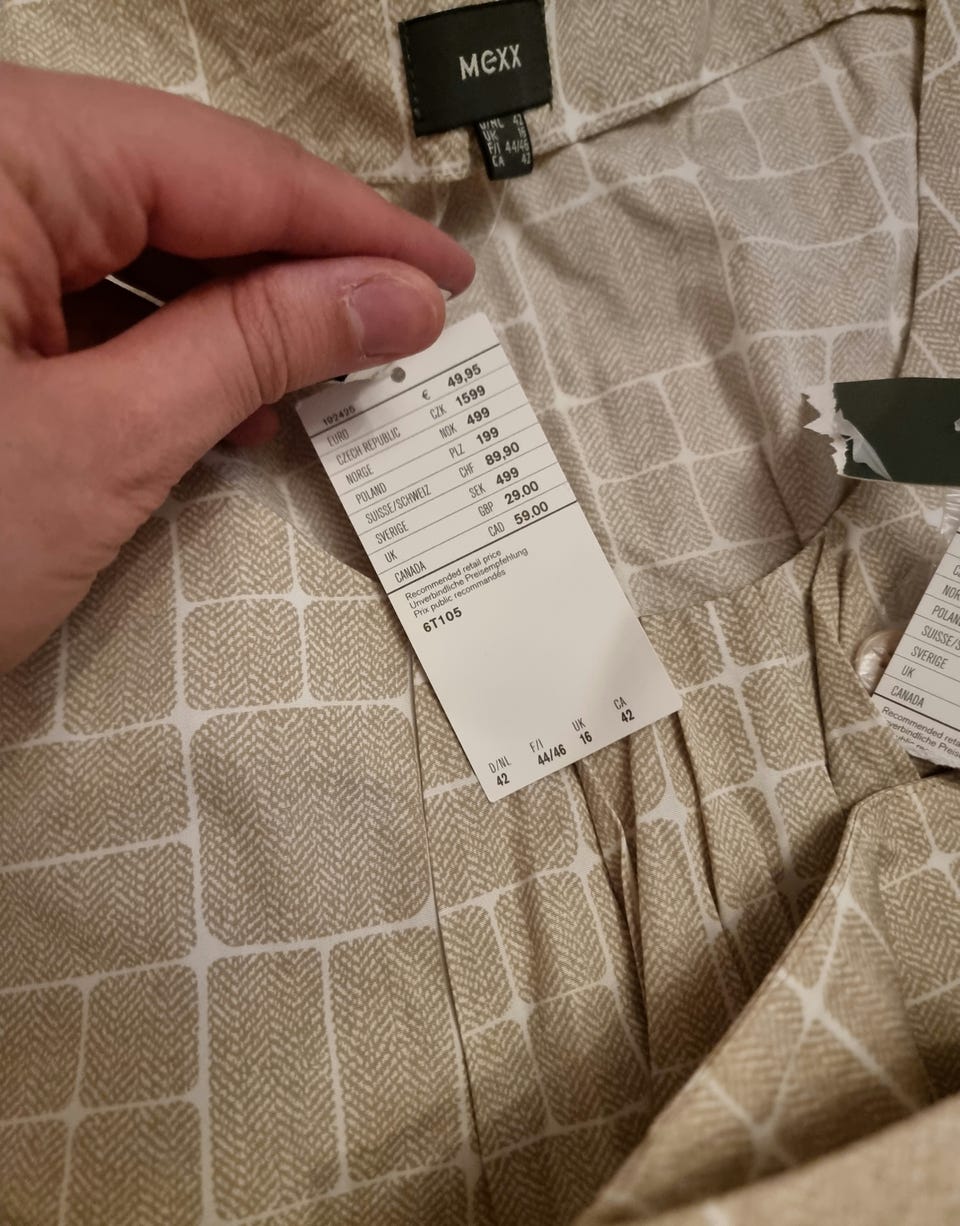 MEXX
D/NL 42
UK 16
F/I 44/46
CA 42
192426
EURO € 49,95
CZECH REPUBLIC CZK 1599
NORGE NOK 499
POLAND PLZ 199
SUISSE/SCHWEIZ CHF 89,90
SVERIGE SEK 499
UK GBP 29.00
CANADA CAD 59.00
Recommended retail price
Unverbindliche Preisempfehlung
Prix public recommandés
6T105
D/NL F/I UK CA
42 44/46 16 42
NOR
POLAND
SUISSE/S
SVERIGE
UK
CANADA
Recommended reta